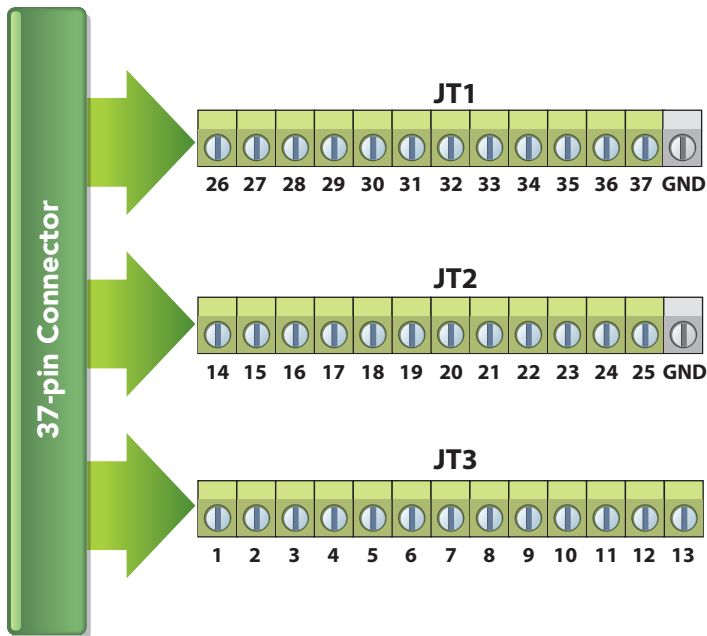 37-pin Connector
JT1
26 27 28 29 30 31 32 33 34 35 36 37 GND
JT2
14 15 16 17 18 19 20 21 22 23 24 25 GND
JT3
1 2 3 4 5 6 7 8 9 10 11 12 13